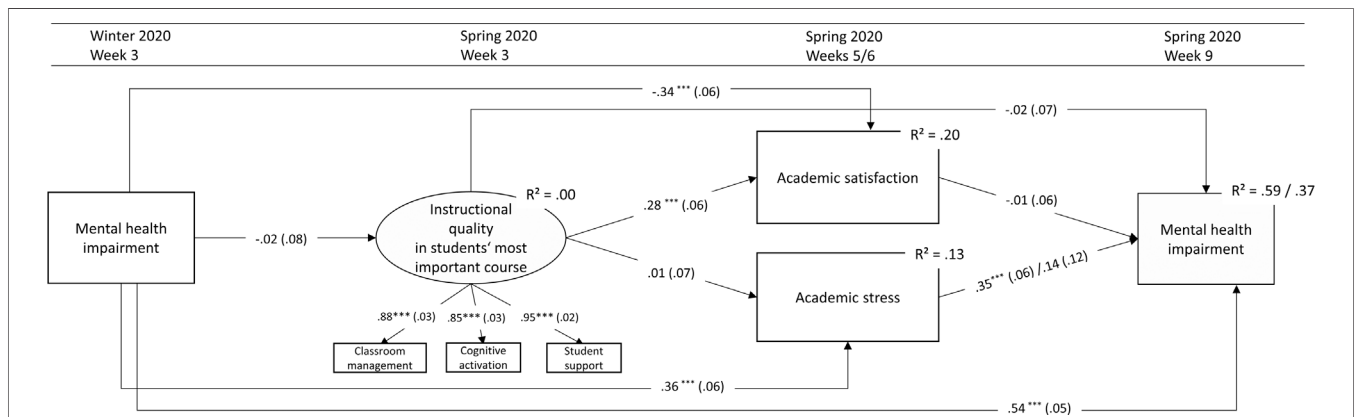 Winter 2020
Week 3
Spring 2020
Week 3
Spring 2020
Weeks 5/6
Spring 2020
Week 9
-.34 *** (.06)
-.02 (.07)
R² = .20
Academic satisfaction
R² = .00
Instructional
quality
in students‘ most
important course
Mental health
impairment
-.02 (.08)
.28 *** (.06)
.01 (.07)
-.01 (.06)
.35*** (.06) /.14 (.12)
R² = .59 / .37
Mental health
impairment
R² = .13
Academic stress
.88*** (.03)
.85*** (.03)
.95*** (.02)
Classroom
management
Cognitive
activation
Student
support
.36 *** (.06)
.54 *** (.05)